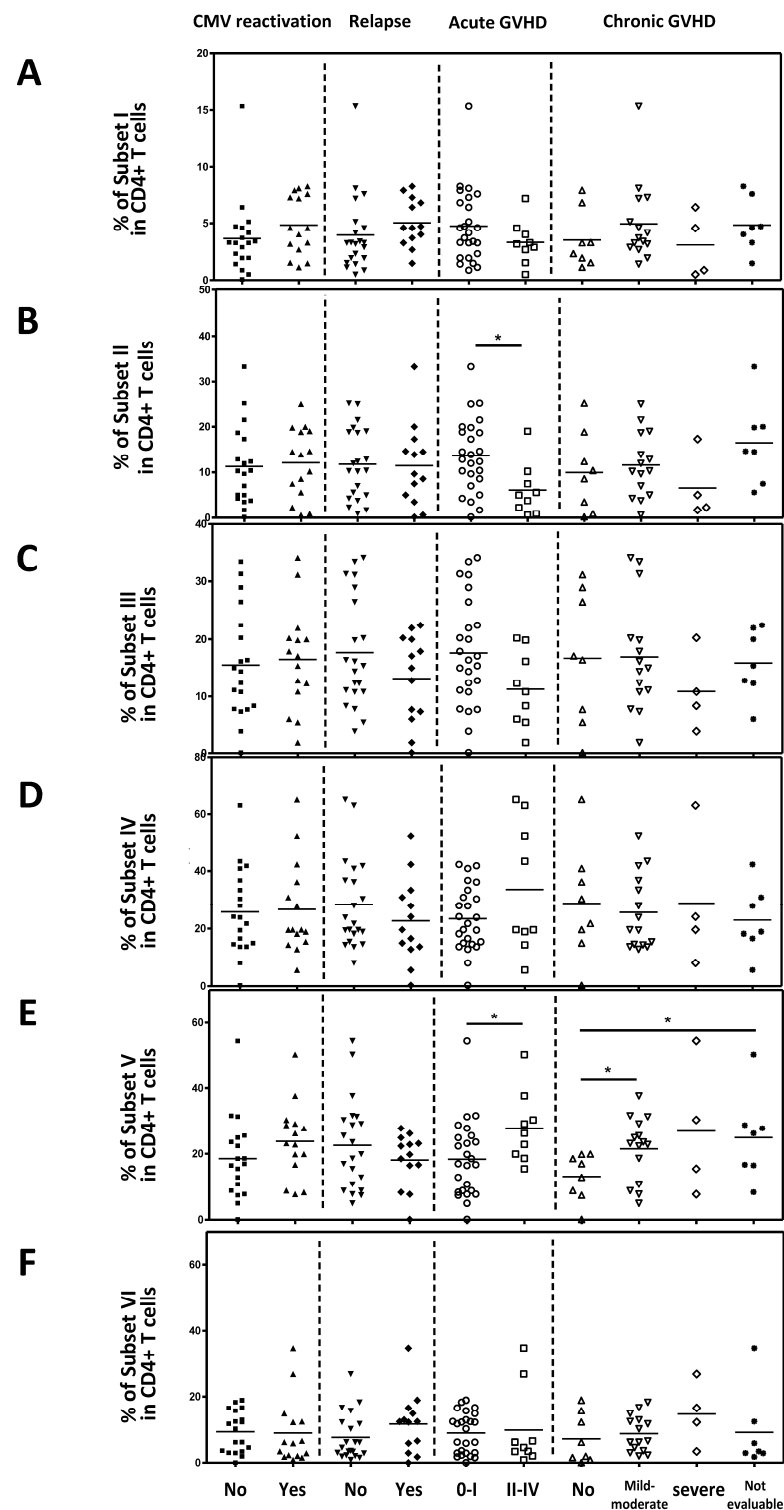 CMV reactivation Relapse Acute GVHD Chronic GVHD
A
% of Subset I
in CD4+ T cells
20
15
10
5
0
B
% of Subset II
in CD4+ T cells
50
40
30
20
10
0
*
C
% of Subset III
in CD4+ T cells
40
30
20
10
0
D
% of Subset IV
in CD4+ T cells
80
60
40
20
0
E
% of Subset V
in CD4+ T cells
60
40
20
0
*
*
*
F
% of Subset VI
in CD4+ T cells
60
40
20
0
No Yes No Yes 0-I II-IV No Mild- severe Not
moderate evaluable